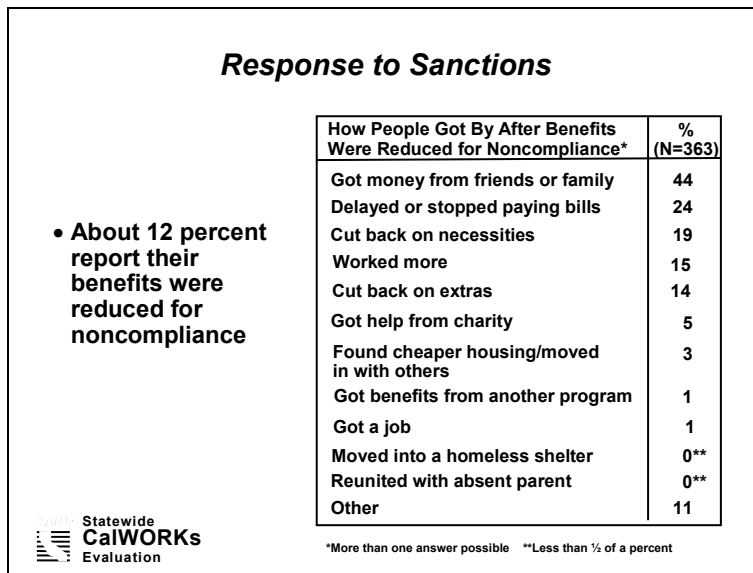 Response to Sanctions
• About 12 percent
report their
benefits were
reduced for
noncompliance
How People Got By After Benefits
Were Reduced for Noncompliance*
%
(N=363)
Got money from friends or family 44
Delayed or stopped paying bills 24
Cut back on necessities 19
Worked more 15
Cut back on extras 14
Got help from charity 5
Found cheaper housing/moved
in with others 3
Got benefits from another program 1
Got a job 1
Moved into a homeless shelter 0**
Reunited with absent parent 0**
Other 11
*More than one answer possible **Less than ½ of a percent
Statewide
CalWORKs
Evaluation